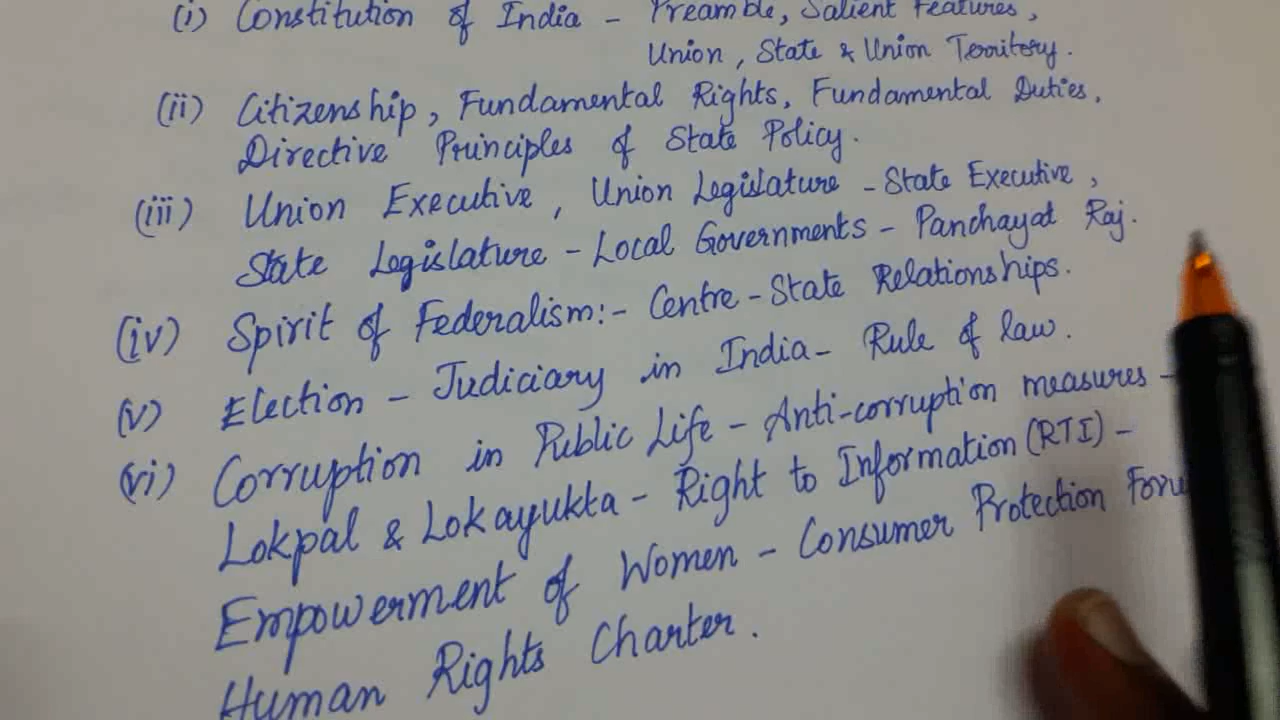 (i) Constitution of India - Preamble, Salient Features,
Union, State & Union Territory.
(ii) Citizenship, Fundamental Rights, Fundamental Duties,
Directive Principles of State Policy.
(iii) Union Executive, Union Legislature - State Executive,
State Legislature - Local Governments - Panchayat Raj.
(iv) Spirit of Federalism:- Centre - State Relationships.
(v) Election - Judiciary in India - Rule of law.
(vi) Corruption in Public Life - Anti-corruption measures -
Lokpal & Lokayukta - Right to Information (RTI) -
Empowerment of Women - Consumer Protection Foru
Human Rights Charter.